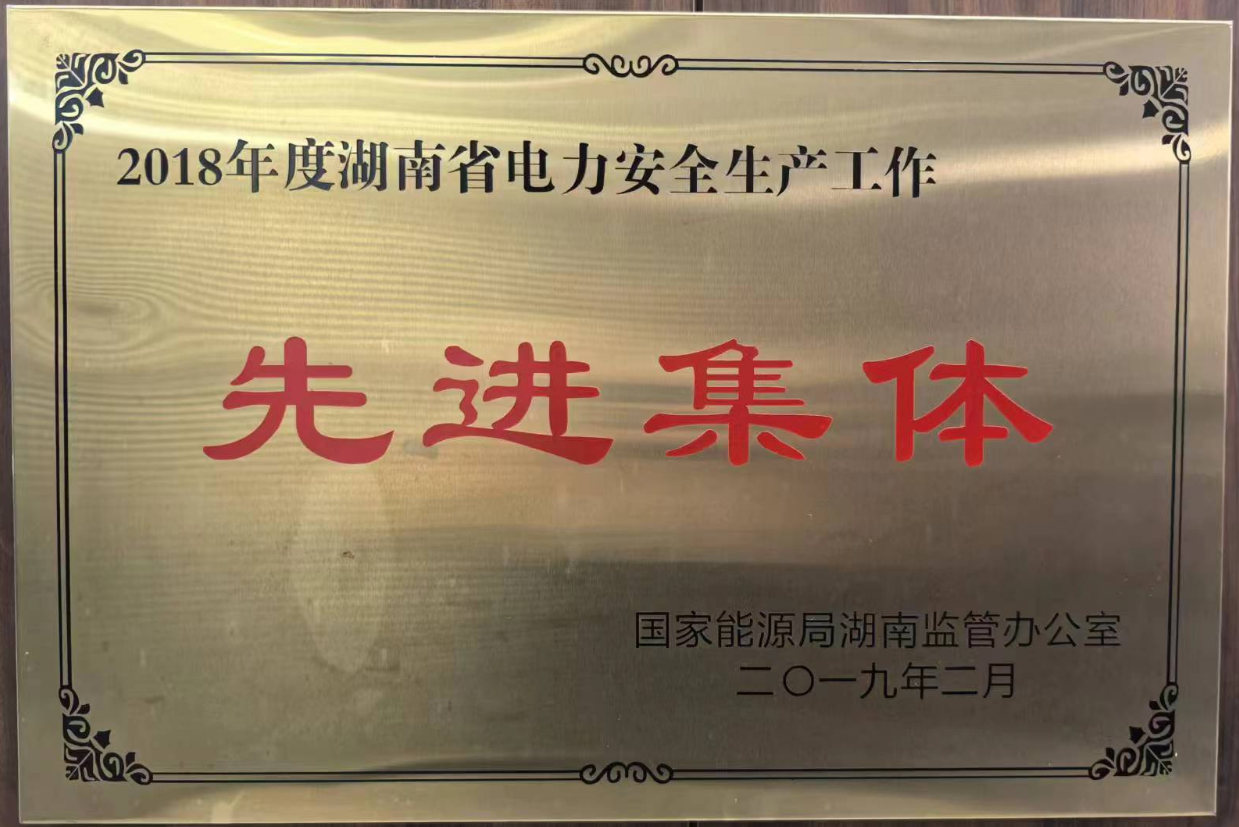 2018年度湖南省电力安全生产工作
先进集体
国家能源局湖南监管办公室
二〇一九年二月